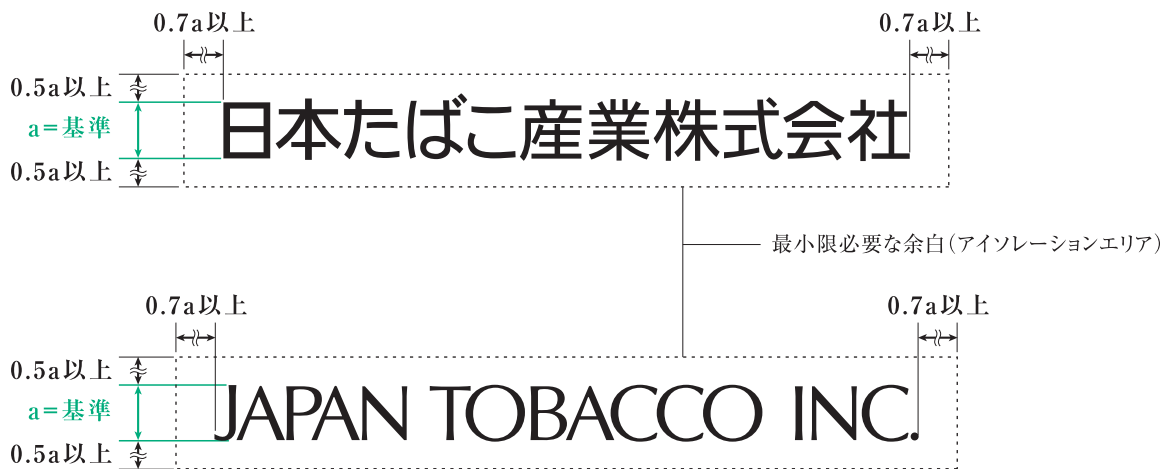 0.7a以上 0.7a以上
0.5a以上
a=基準
日本たばこ産業株式会社
0.5a以上
最小限必要な余白(アイソレーションエリア)
0.7a以上 0.7a以上
0.5a以上
a=基準
JAPAN TOBACCO INC.
0.5a以上